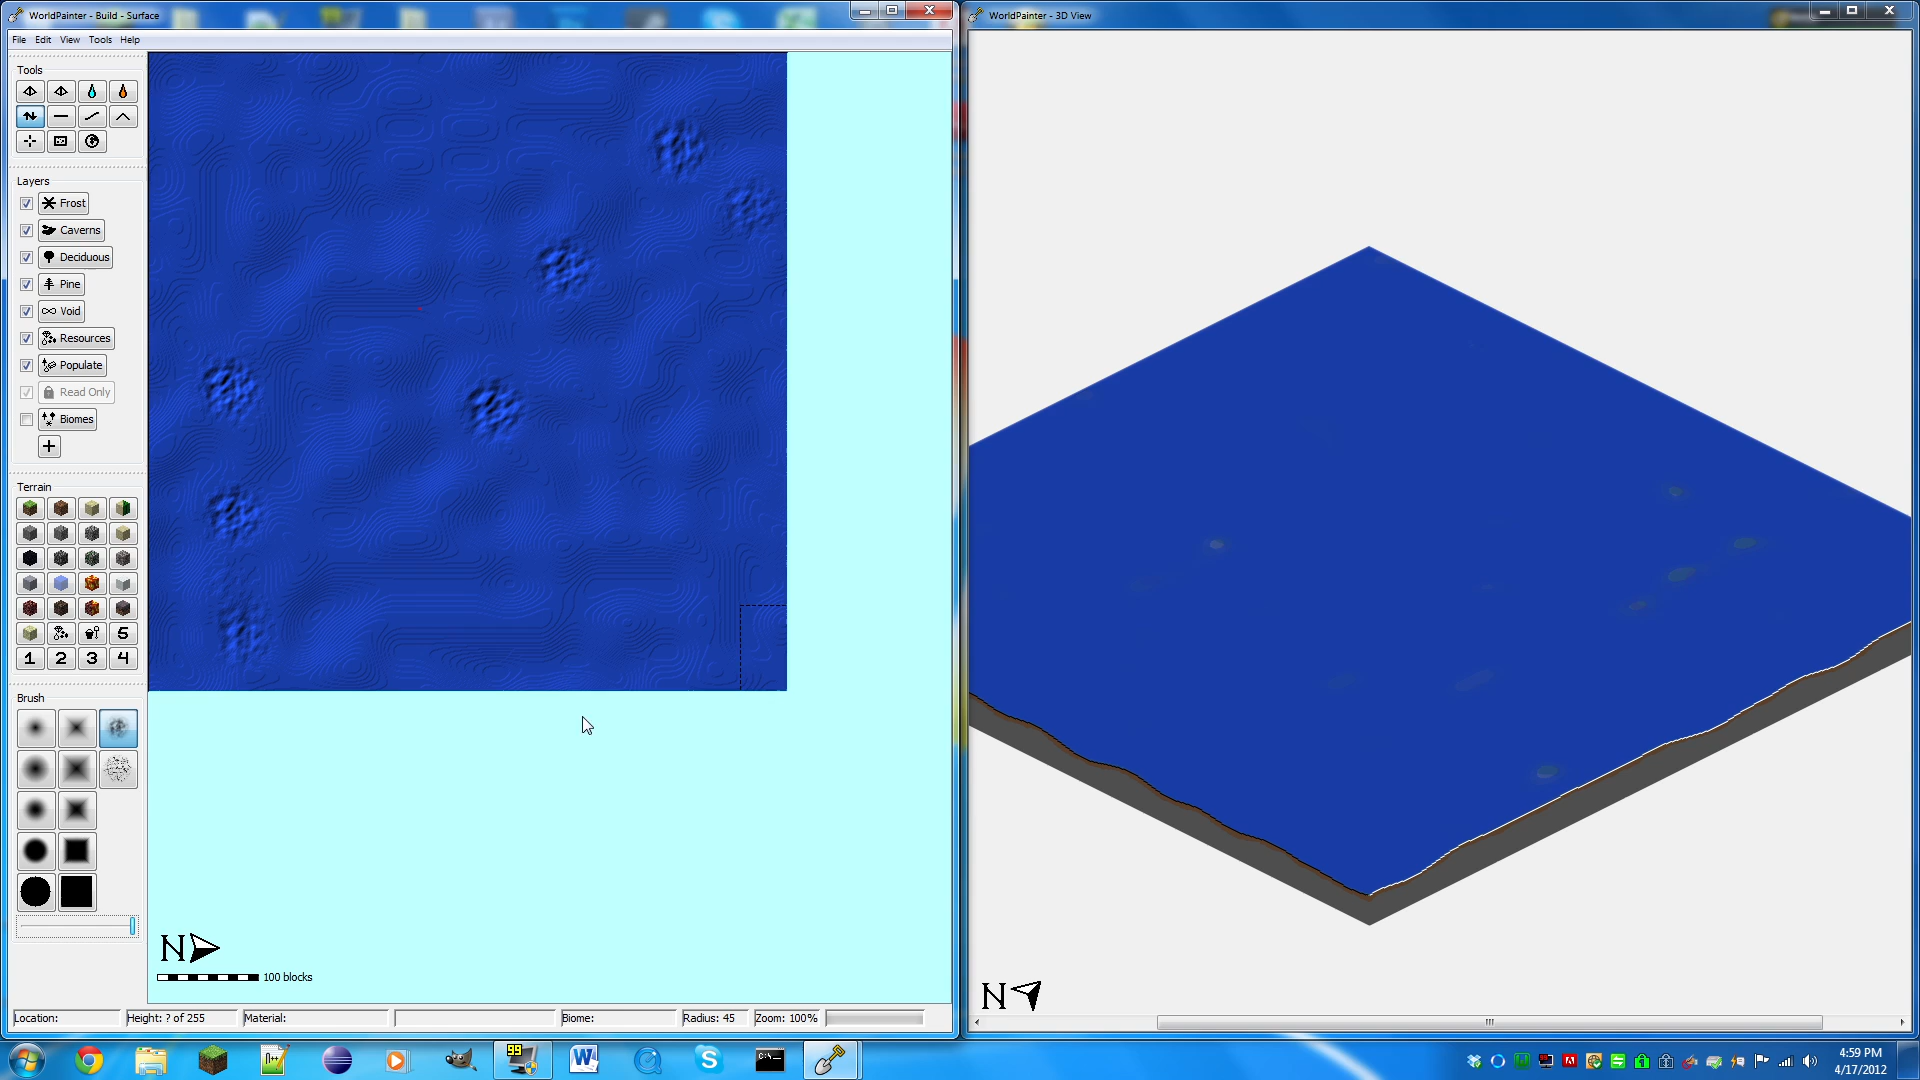 WorldPainter - Build - Surface
File Edit View Tools Help
Tools
Layers
Frost
Caverns
Deciduous
Pine
Void
Resources
Populate
Read Only
Biomes
Terrain
5
1 2 3 4
Brush
N
100 blocks
Location: Height: ? of 255 Material: Biome: Radius: 45 Zoom: 100%
WorldPainter - 3D View
N
99
4:59 PM
4/17/2012